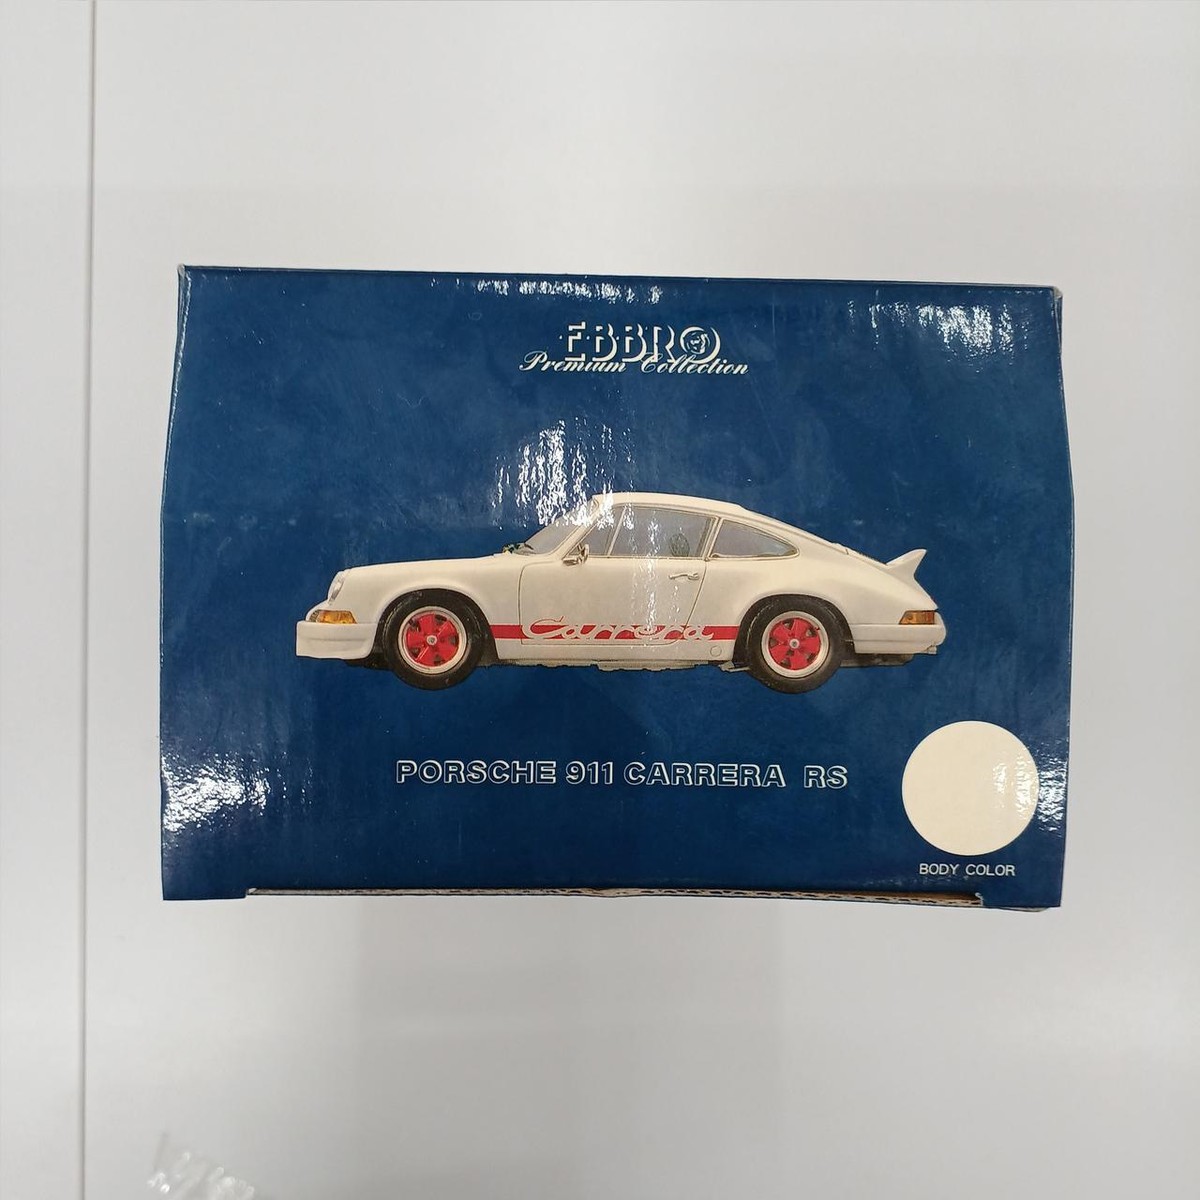 EBBRO
Premium Collection
Carrera
PORSCHE 911 CARRERA RS
BODY COLOR